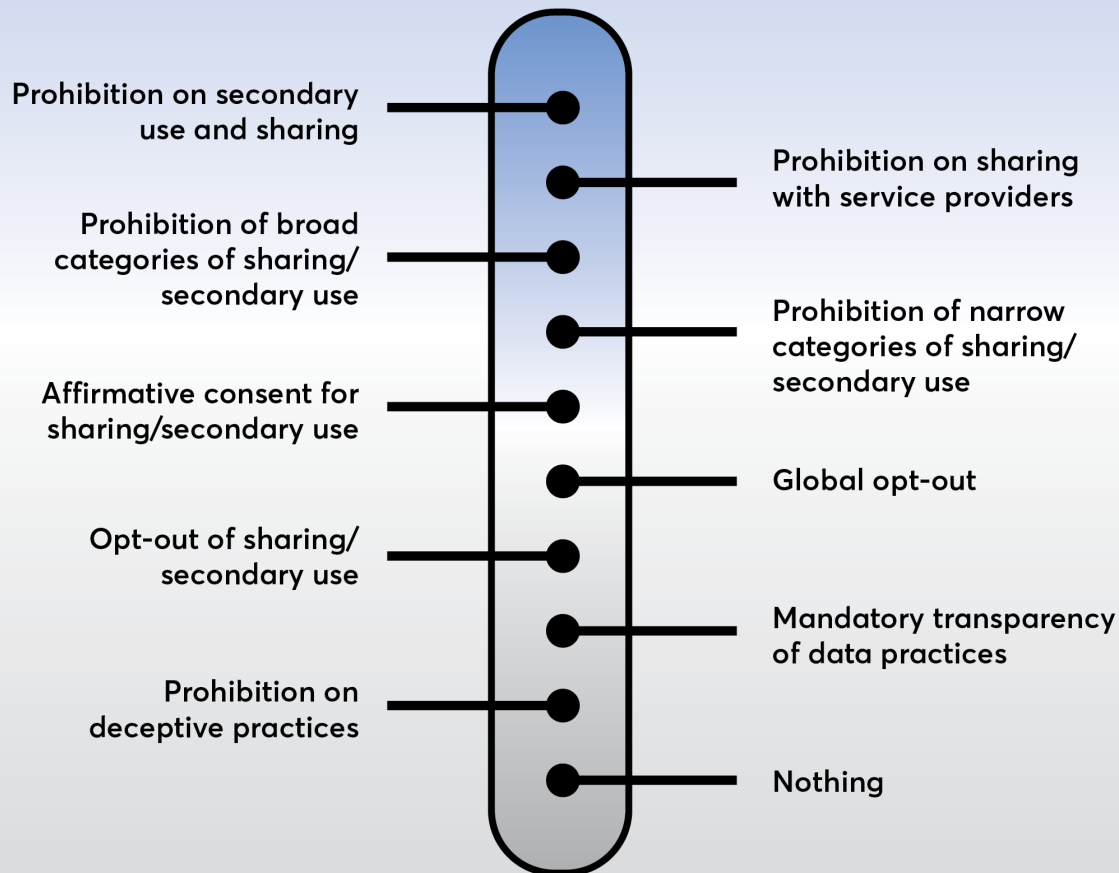 Prohibition on secondary
use and sharing
Prohibition on sharing
with service providers
Prohibition of broad
categories of sharing/
secondary use
Prohibition of narrow
categories of sharing/
secondary use
Affirmative consent for
sharing/secondary use
Global opt-out
Opt-out of sharing/
secondary use
Mandatory transparency
of data practices
Prohibition on
deceptive practices
Nothing